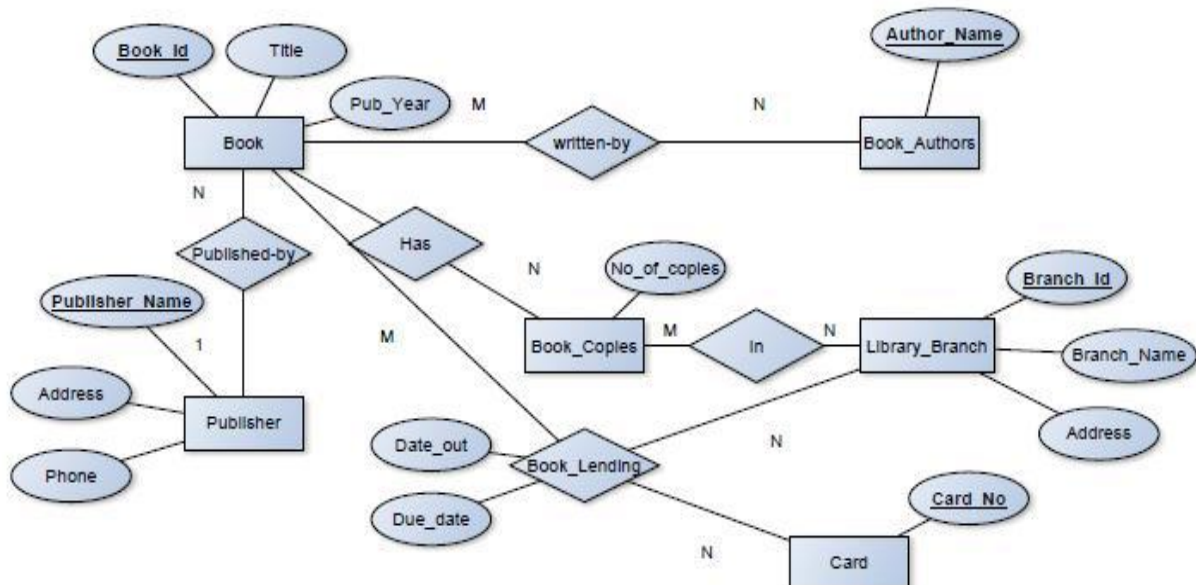 Author_Name
Book_Id
Title
Pub_Year
M
N
Book
written-by
Book_Authors
N
Has
Published-by
N
No_of_copies
Branch_Id
Publisher_Name
M
N
1
M
Book_Copies
In
Library_Branch
Branch_Name
Address
Publisher
Date_out
N
Address
Book_Lending
Phone
Due_date
Card_No
N
Card